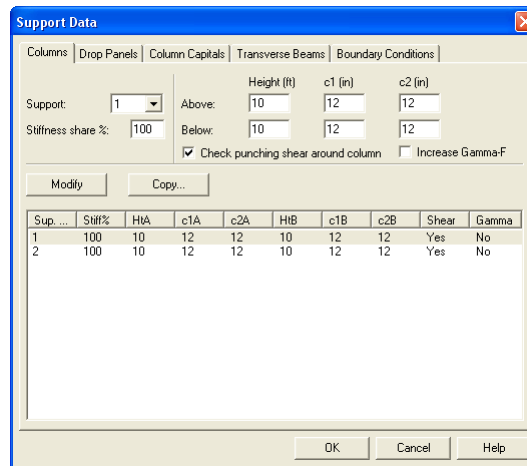 Support Data
Columns Drop Panels Column Capitals Transverse Beams Boundary Conditions
Height (ft) c1 (in) c2 (in)
Support: 1 Above: 10 12 12
Stiffness share %: 100 Below: 10 12 12
Check punching shear around column Increase Gamma-F
Modify Copy...
Sup. ... Stiff% HtA c1A c2A HtB c1B c2B Shear Gamma
1 100 10 12 12 10 12 12 Yes No
2 100 10 12 12 10 12 12 Yes No
OK Cancel Help